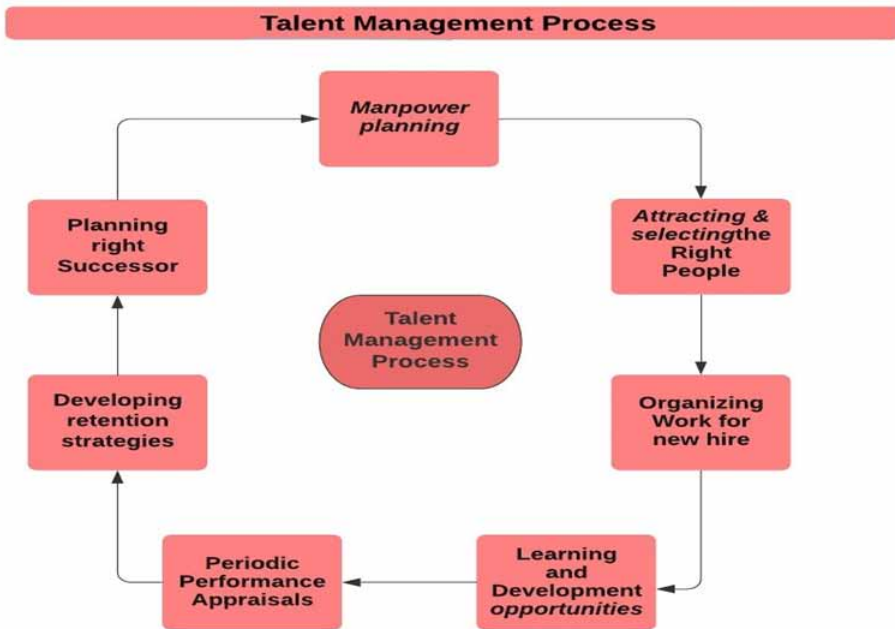 Talent Management Process
Manpower
planning
Attracting &
selectingthe
Right
People
Organizing
Work for
new hire
Learning
and
Development
opportunities
Periodic
Performance
Appraisals
Developing
retention
strategies
Planning
right
Successor
Talent
Management
Process